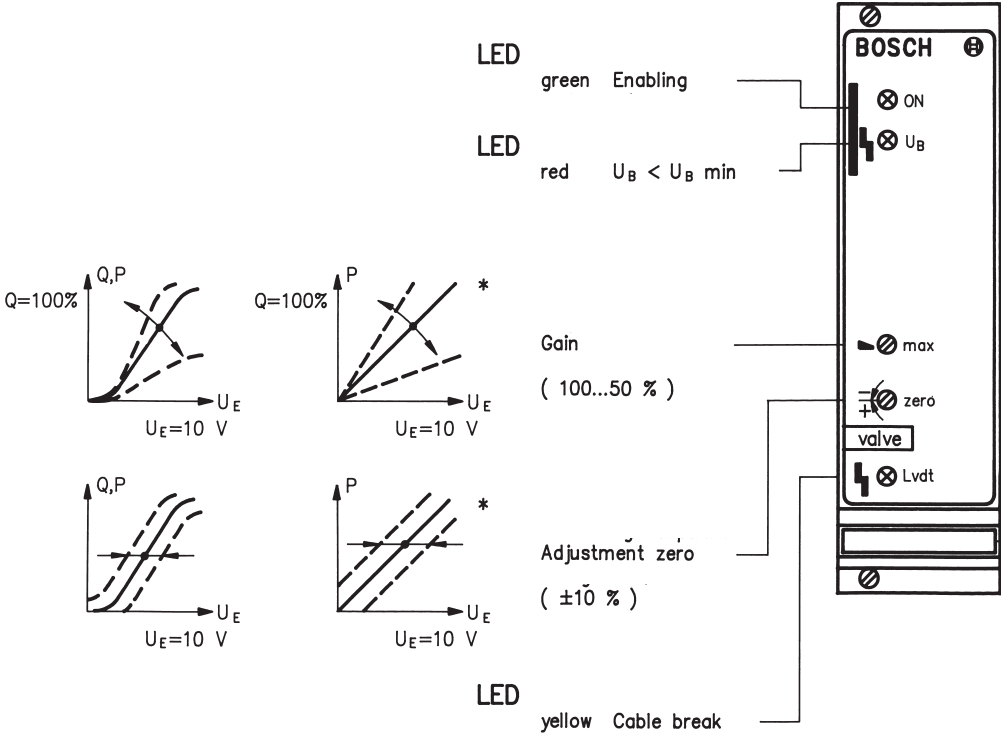 LED
green Enabling
LED
red U_B < U_B min
BOSCH
ON
U_B
Q,P
Q=100%
U_E
U_E=10 V
P
Q=100%
*
U_E
U_E=10 V
Gain
( 100...50 % )
max
−
+
zero
valve
Lvdt
Q,P
U_E
U_E=10 V
P
*
U_E
U_E=10 V
Adjustment zero
( ±10 % )
LED
yellow Cable break